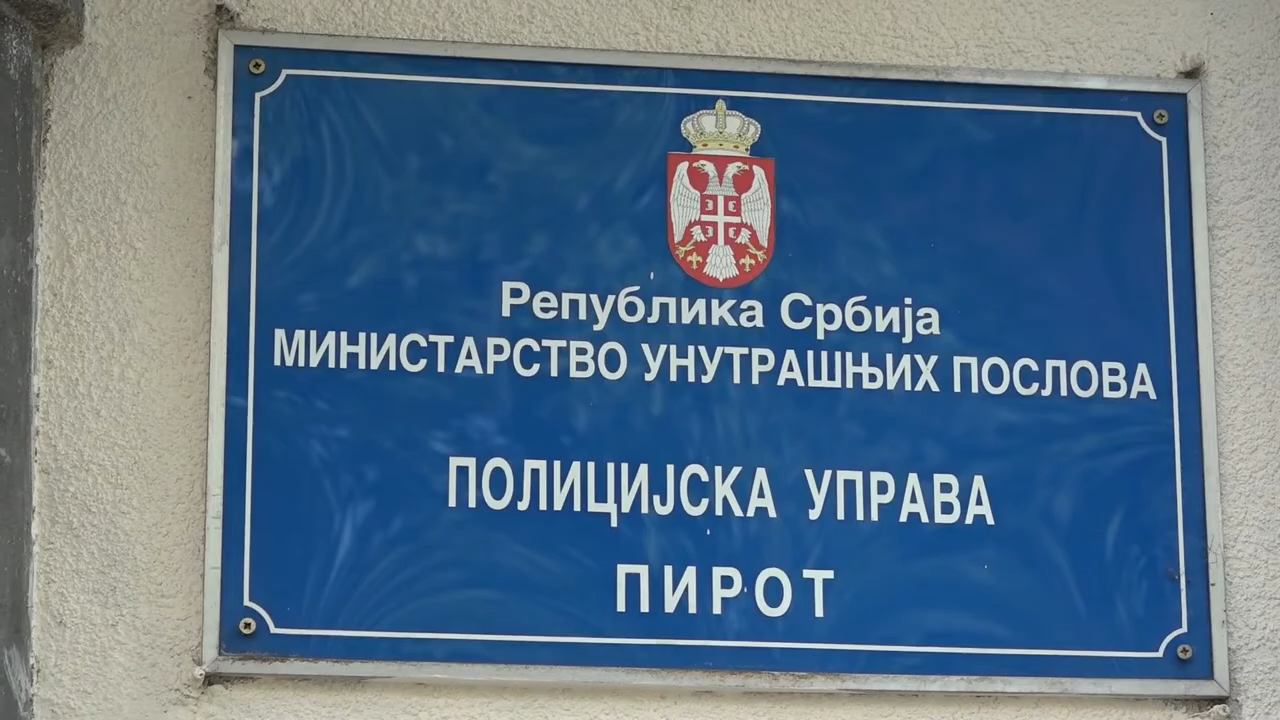 Република Србија
МИНИСТАРСТВО УНУТРАШЊИХ ПОСЛОВА
ПОЛИЦИЈСКА УПРАВА
ПИРОТ